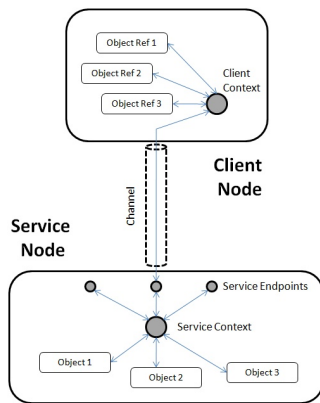 Object Ref 1
Object Ref 2
Object Ref 3
Client
Context
Client
Node
Channel
Service
Node
Service Endpoints
Service Context
Object 1
Object 2
Object 3